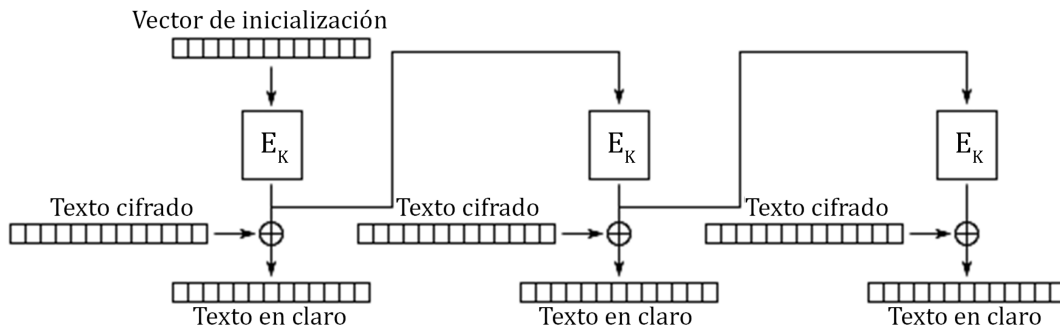 Vector de inicialización
E_K
E_K
E_K
Texto cifrado
Texto cifrado
Texto cifrado
Texto en claro
Texto en claro
Texto en claro